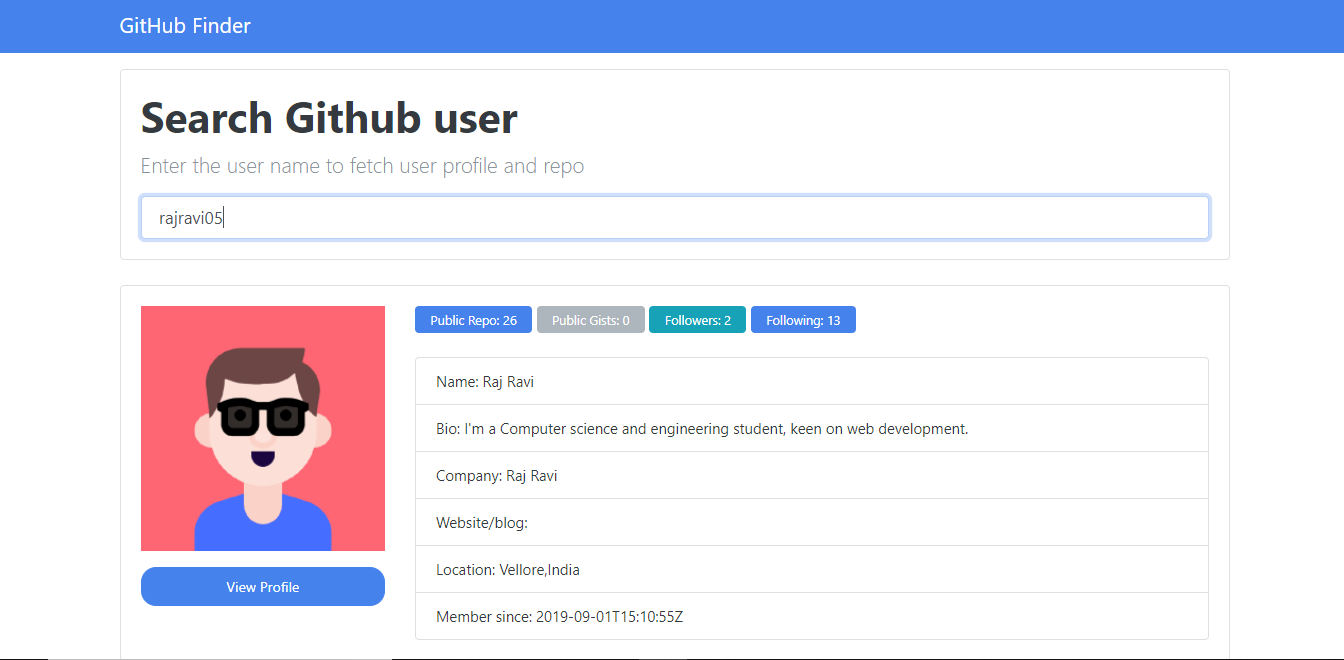 GitHub Finder
Search Github user
Enter the user name to fetch user profile and repo
rajravi05
Public Repo: 26 Public Gists: 0 Followers: 2 Following: 13
Name: Raj Ravi
Bio: I'm a Computer science and engineering student, keen on web development.
Company: Raj Ravi
Website/blog:
Location: Vellore,India
Member since: 2019-09-01T15:10:55Z
View Profile